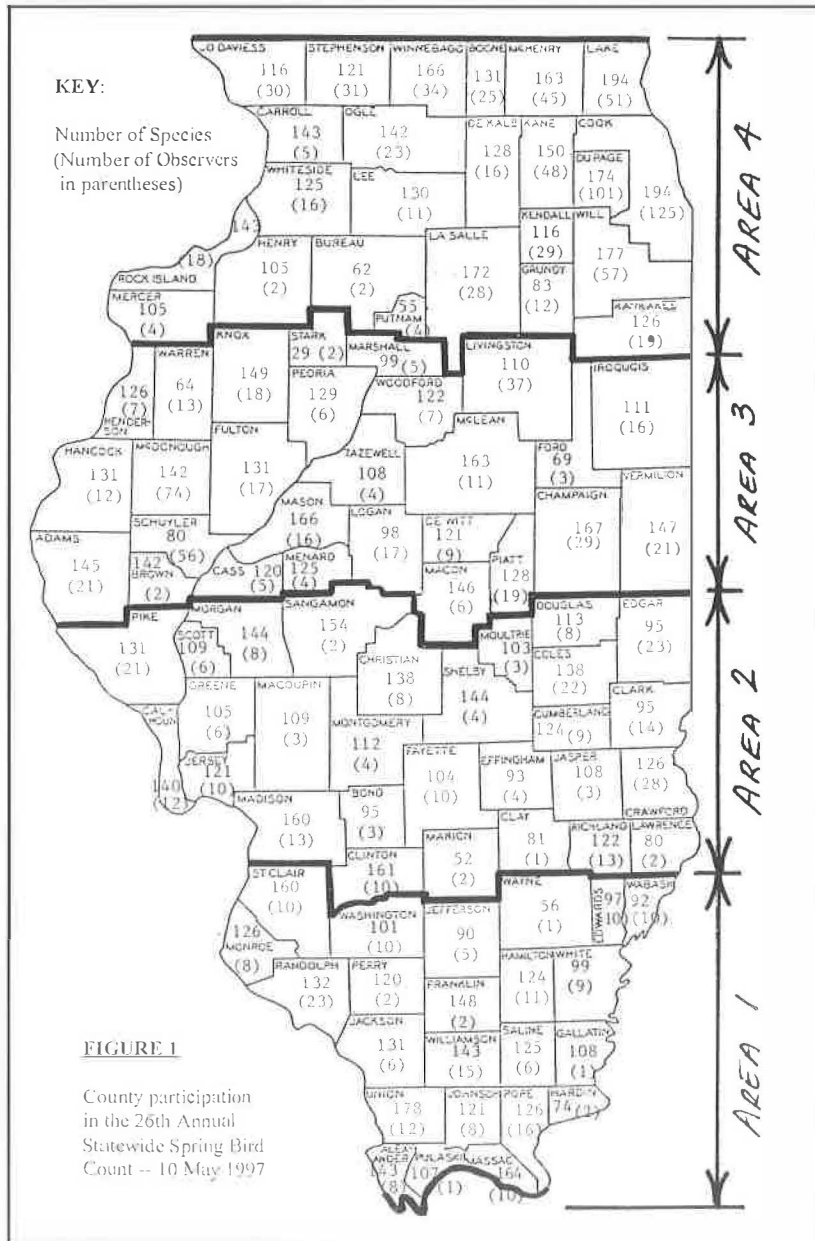 KEY:
Number of Species
(Number of Observers
in parentheses)
JO DAVIESS
116
(30)
STEPHENSON
121
(31)
WINNEBAGO
166
(34)
BOONE
131
(25)
McHENRY
163
(45)
LAKE
194
(51)
CARROLL
143
(5)
OGLE
142
(23)
DE KALB
128
(16)
KANE
150
(48)
COOK
194
(125)
DU PAGE
174
(101)
WHITESIDE
125
(16)
LEE
130
(11)
KENDALL
116
(29)
WILL
177
(57)
143
(18)
ROCK ISLAND
HENRY
105
(2)
BUREAU
62
(2)
LA SALLE
172
(28)
GRUNDY
83
(12)
KANKAKEE
126
(19)
MERCER
105
(4)
55
PUTNAM (4)
AREA 4
KNOX
149
(18)
STARK
29 (2)
MARSHALL
99 (5)
LIVINGSTON
110
(37)
WARREN
64
(13)
126
(7)
HENDER-
SON
PEORIA
129
(6)
WOODFORD
122
(7)
IROQUOIS
111
(16)
HANCOCK
131
(12)
McDONOUGH
142
(74)
FULTON
131
(17)
TAZEWELL
108
(4)
McLEAN
163
(11)
FORD
69
(3)
VERMILION
147
(21)
MASON
166
(16)
LOGAN
98
(17)
DE WITT
121
(9)
CHAMPAIGN
167
(29)
ADAMS
145
(21)
SCHUYLER
80
(56)
142
BROWN
(2)
CASS 120
(5)
MENARD
125
(4)
MACON
146
(6)
PIATT
128
(19)
AREA 3
PIKE
131
(21)
MORGAN
144
(8)
SCOTT
109
(6)
SANGAMON
154
(2)
CHRISTIAN
138
(8)
MOULTRIE
103
(3)
DOUGLAS
113
(8)
EDGAR
95
(23)
COLES
138
(22)
SHELBY
144
(4)
GREENE
105
(6)
MACOUPIN
109
(3)
MONTGOMERY
112
(4)
CUMBERLAND
124 (9)
CLARK
95
(14)
CAL-
HOUN
140
(12)
JERSEY
121
(10)
FAYETTE
104
(10)
EFFINGHAM
93
(4)
JASPER
108
(3)
126
(28)
CRAWFORD
MADISON
160
(13)
BOND
95
(3)
CLINTON
161
(10)
MARION
52
(2)
CLAY
81
(1)
RICHLAND
122
(13)
LAWRENCE
80
(2)
AREA 2
ST CLAIR
160
(10)
WASHINGTON
101
(10)
JEFFERSON
90
(5)
WAYNE
56
(1)
EDWARDS
97
(10)
WABASH
92
126
MONROE
(8)
RANDOLPH
132
(23)
PERRY
120
(2)
FRANKLIN
148
(2)
HAMILTON
124
(11)
WHITE
99
(9)
JACKSON
131
(6)
WILLIAMSON
143
(15)
SALINE
125
(6)
GALLATIN
108
(1)
UNION
178
(12)
JOHNSON
121
(8)
POPE
126
(16)
HARDIN
74
ALEX-
ANDER
143
(8)
PULASKI
107
(1)
MASSAC
164
(10)
AREA 1
FIGURE 1
County participation
in the 26th Annual
Statewide Spring Bird
Count -- 10 May 1997